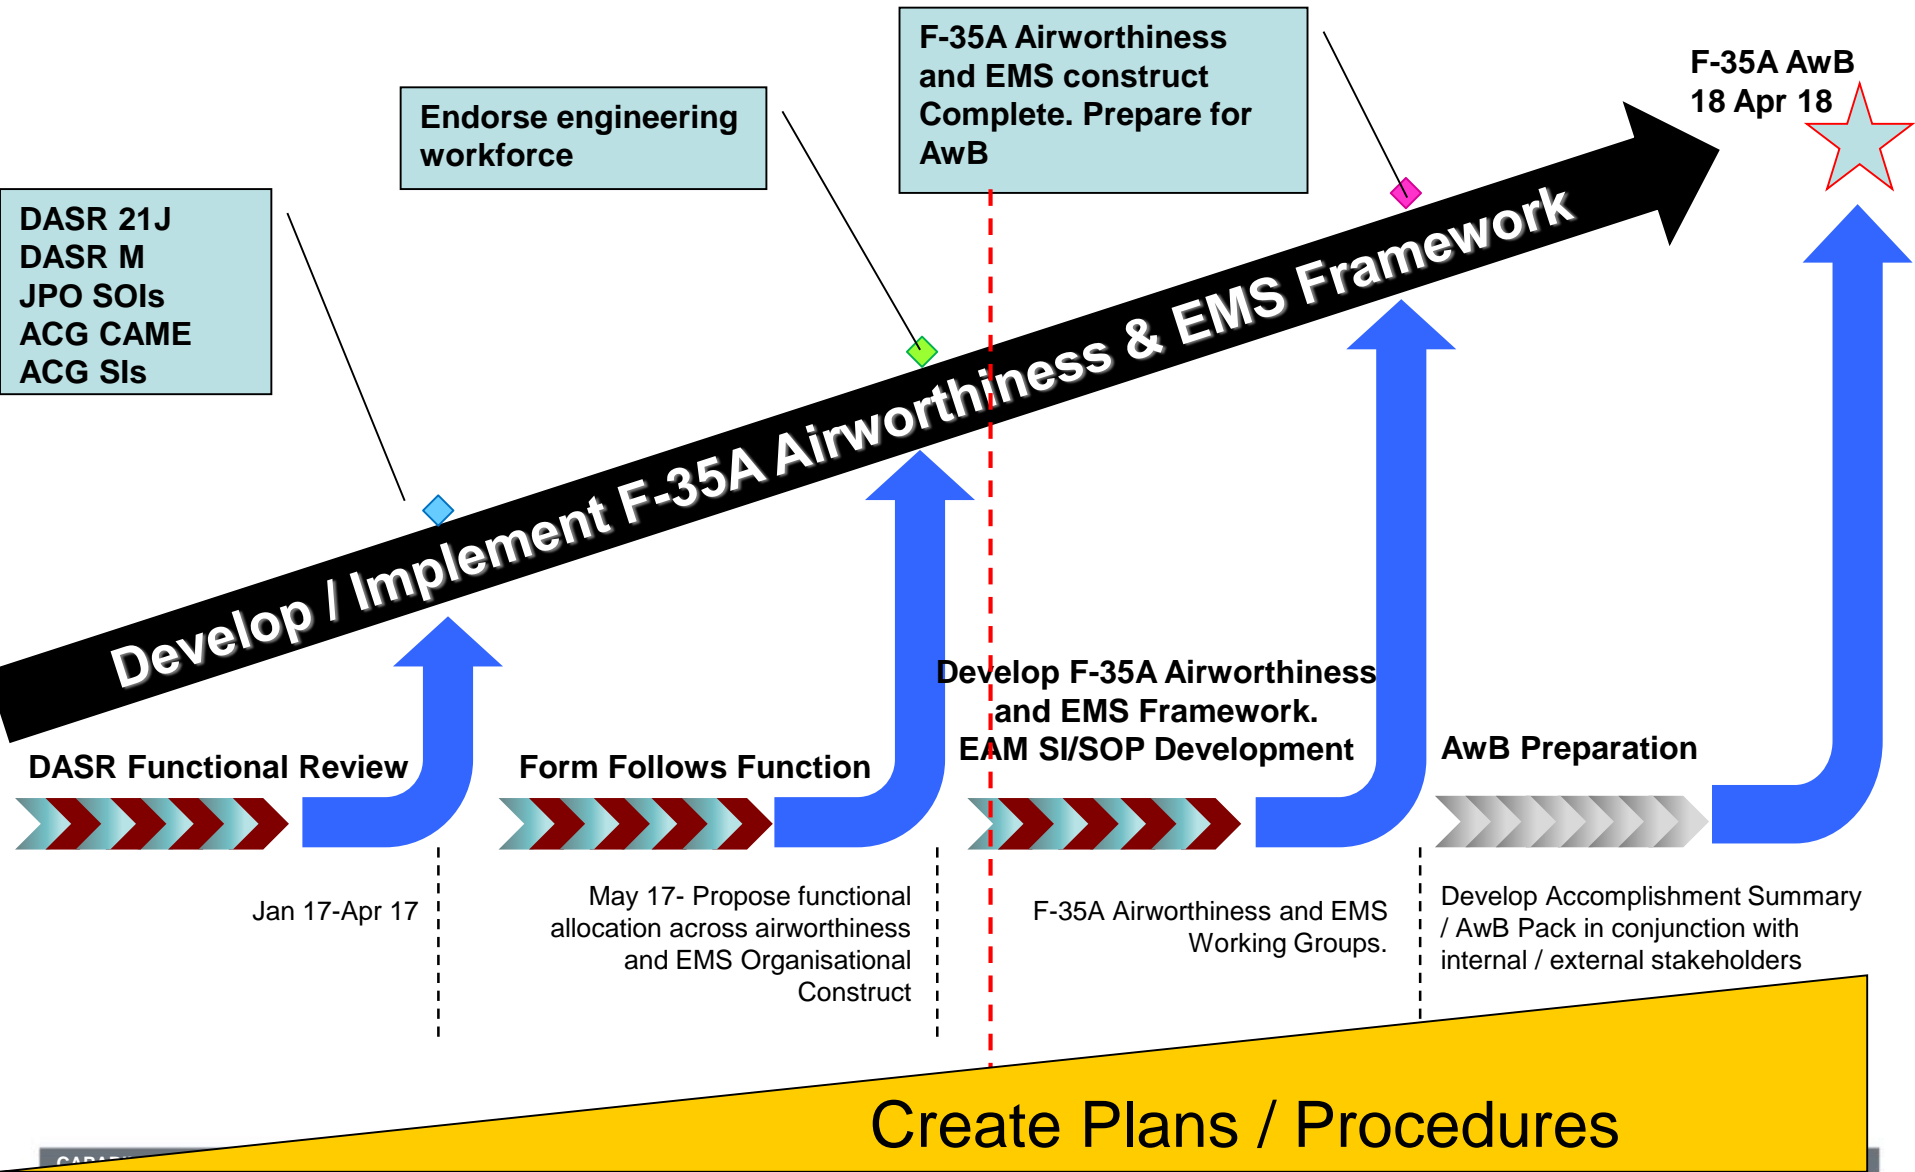 F-35A Airworthiness
and EMS construct
Complete. Prepare for
AwB
F-35A AwB
18 Apr 18
Endorse engineering
workforce
DASR 21J
DASR M
JPO SOIs
ACG CAME
ACG SIs
Develop / Implement F-35A Airworthiness & EMS Framework
DASR Functional Review
Form Follows Function
Develop F-35A Airworthiness
and EMS Framework.
EAM SI/SOP Development
AwB Preparation
Jan 17-Apr 17
May 17- Propose functional
allocation across airworthiness
and EMS Organisational
Construct
F-35A Airworthiness and EMS
Working Groups.
Develop Accomplishment Summary
/ AwB Pack in conjunction with
internal / external stakeholders
Create Plans / Procedures